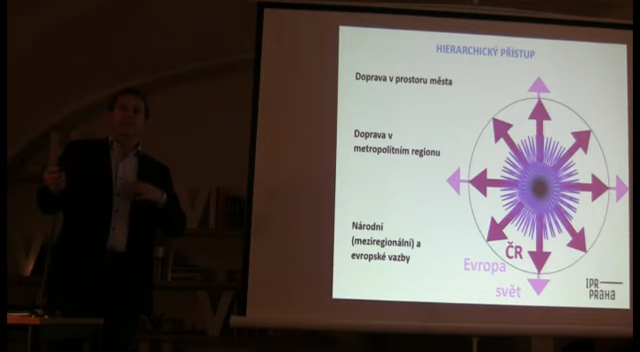 HIERARCHICKÝ PŘÍSTUP
Doprava v prostoru města
Doprava v
metropolitním regionu
Národní
(meziregionální) a
evropské vazby
ČR
Evropa
svět
IPR
PRAHA